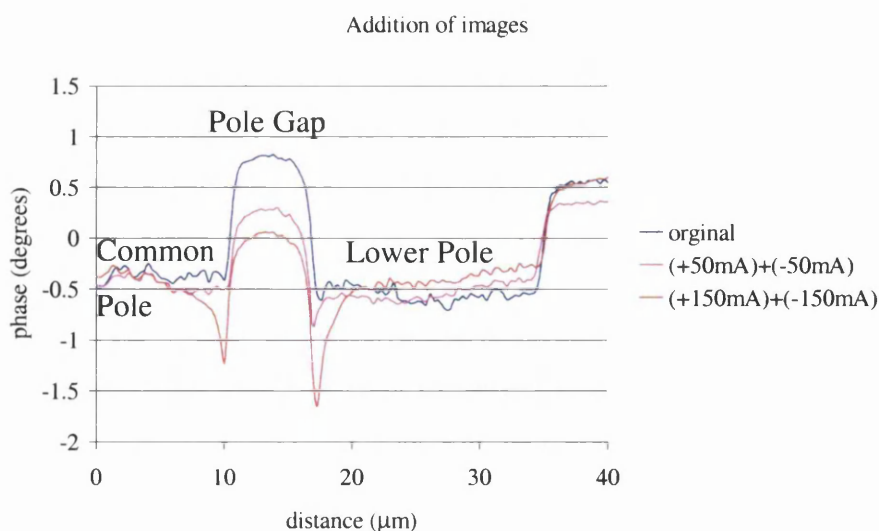 Addition of images
1.5
1
0.5
0
-0.5
-1
-1.5
-2
phase (degrees)
Pole Gap
Common
Pole
Lower Pole
0
10
20
30
40
distance (μm)
orginal
(+50mA)+(-50mA)
(+150mA)+(-150mA)